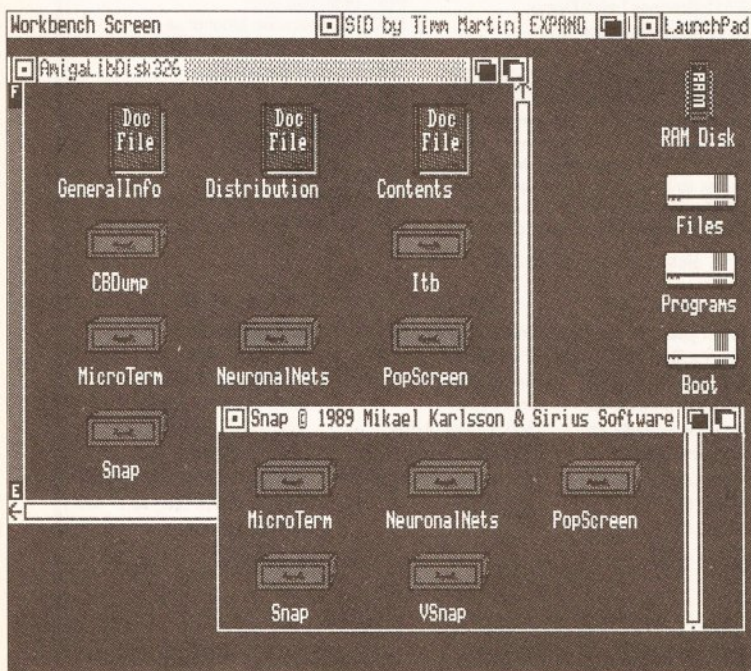 Workbench Screen SID by Timm Martin EXPAND LaunchPad
AmigaLibDisk326
F
RAM
RAM Disk
Doc File
Doc File
Doc File
GeneralInfo Distribution Contents
Files
CBDump Itb
Programs
MicroTerm NeuronalNets PopScreen
Boot
Snap © 1989 Mikael Karlsson & Sirius Software
Snap
E
MicroTerm NeuronalNets PopScreen
Snap VSnap